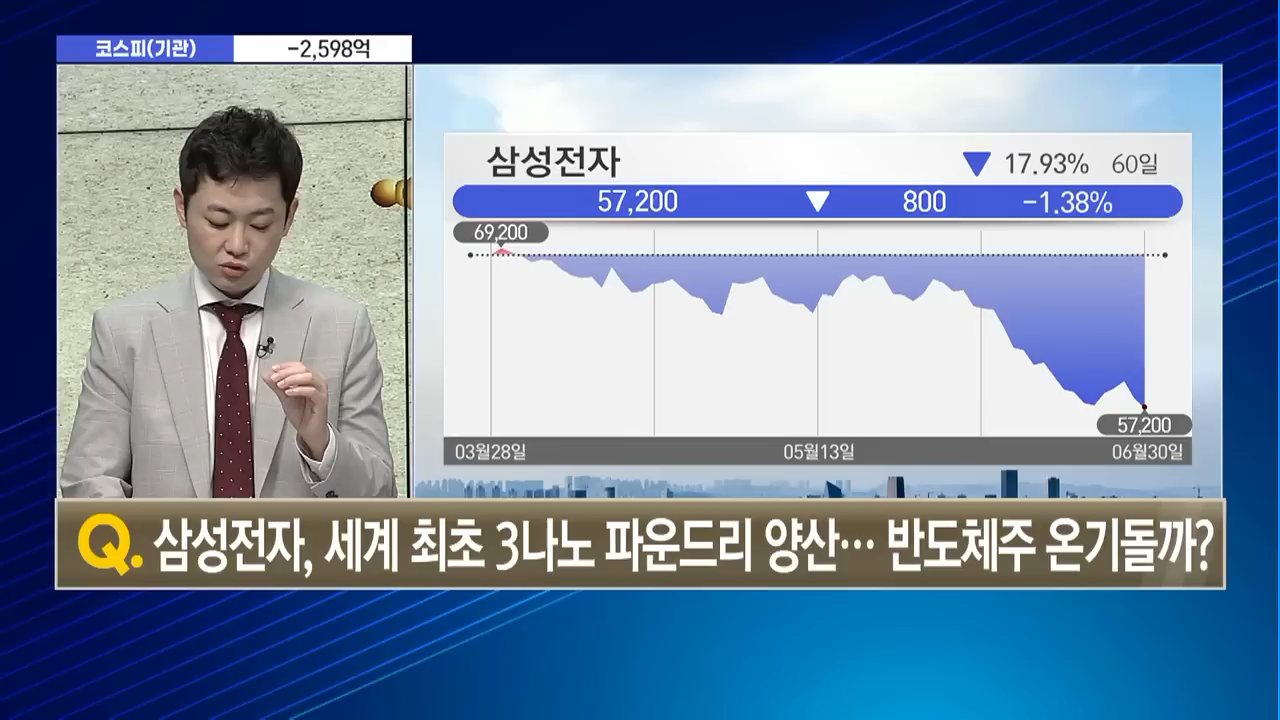 코스피(기관) -2,598억
삼성전자 ▼ 17.93% 60일
57,200 ▽ 800 -1.38%
69,200
57,200
03월28일 05월13일 06월30일
Q. 삼성전자, 세계 최초 3나노 파운드리 양산… 반도체주 온기돌까?